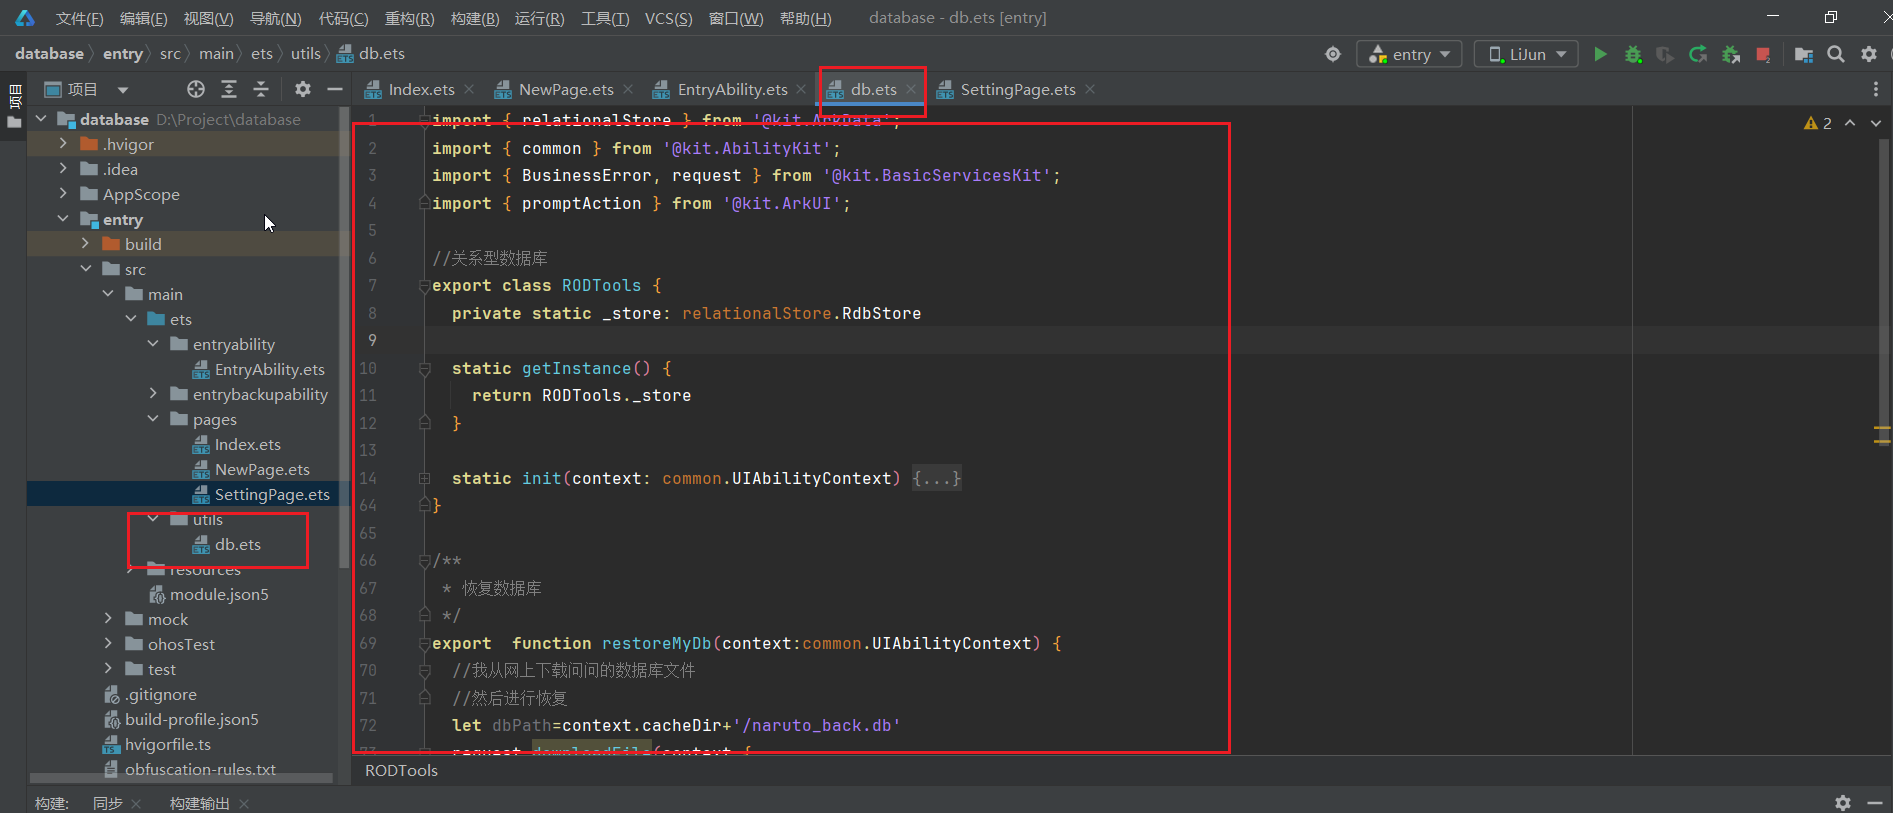 文件(F) 编辑(E) 视图(V) 导航(N) 代码(C) 重构(R) 构建(B) 运行(R) 工具(T) VCS(S) 窗口(W) 帮助(H) database - db.ets [entry]
database entry src main ets utils db.ets entry LiJun
项目
项目 Index.ets NewPage.ets EntryAbility.ets db.ets SettingPage.ets
database D:\Project\database
.hvigor
.idea
AppScope
entry
build
src
main
ets
entryability
EntryAbility.ets
entrybackupability
pages
Index.ets
NewPage.ets
SettingPage.ets
utils
db.ets
resources
module.json5
mock
ohosTest
test
.gitignore
build-profile.json5
hvigorfile.ts
obfuscation-rules.txt
2
1 import { relationalStore } from '@kit.ArkData';
2 import { common } from '@kit.AbilityKit';
3 import { BusinessError, request } from '@kit.BasicServicesKit';
4 import { promptAction } from '@kit.ArkUI';
5
6 //关系型数据库
7 export class RODTools {
8 private static _store: relationalStore.RdbStore
9
10 static getInstance() {
11 return RODTools._store
12 }
13
14 static init(context: common.UIAbilityContext) {...}
64 }
65
66 /**
67 * 恢复数据库
68 */
69 export function restoreMyDb(context:common.UIAbilityContext) {
70 //我从网上下载问问的数据库文件
71 //然后进行恢复
72 let dbPath=context.cacheDir+'/naruto_back.db'
73 request.downloadFile(context,{
RODTools
构建: 同步 构建输出